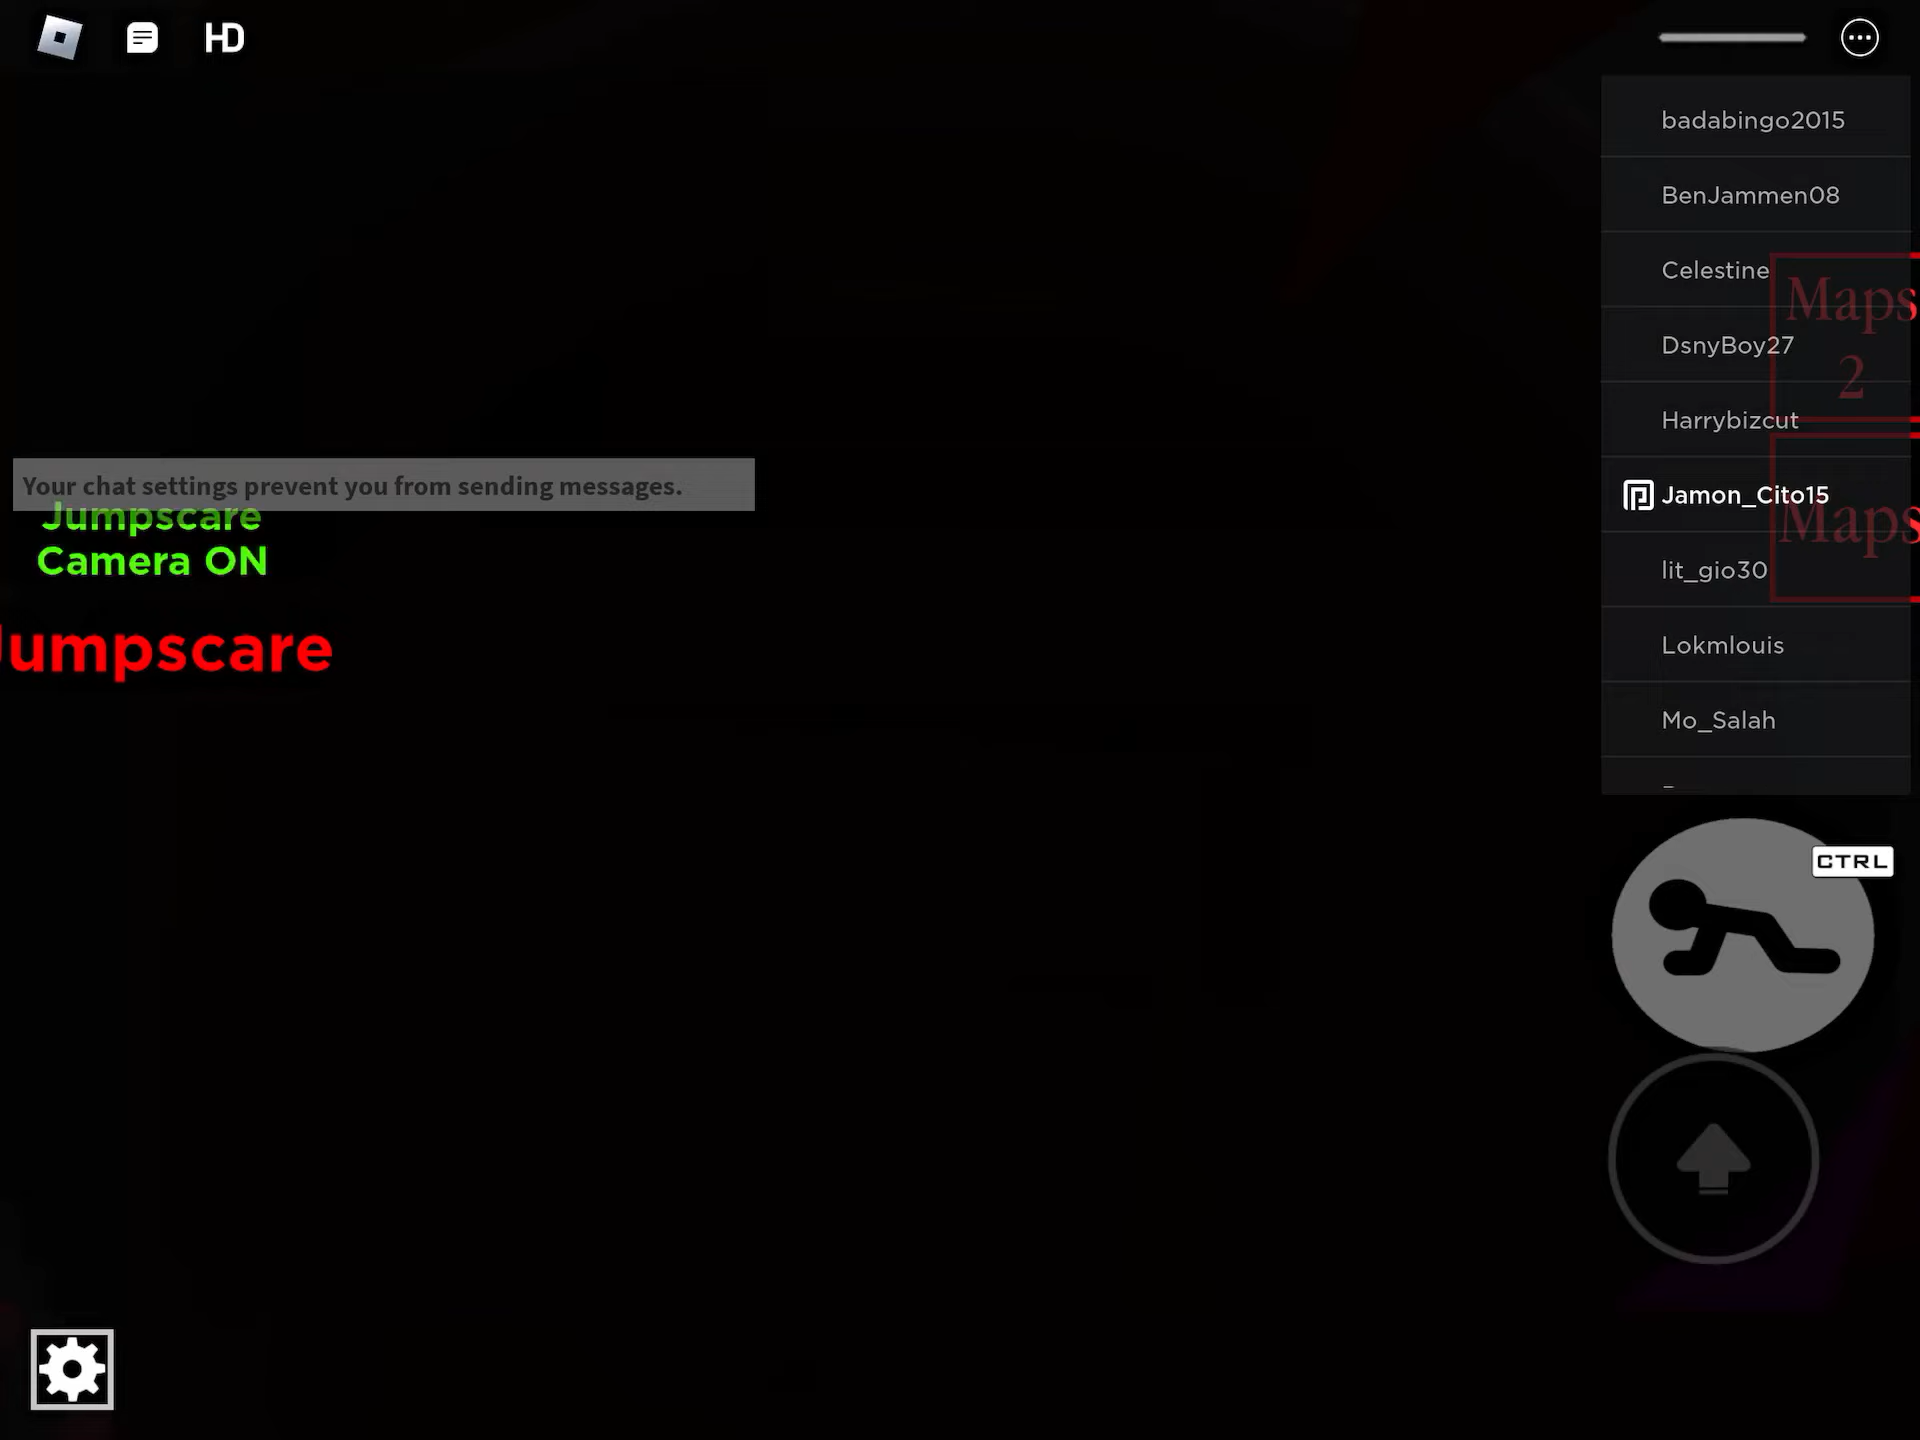 HD
badabingo2015
BenJammen08
Celestine
DsnyBoy27
Harrybizcut
Jamon_Cito15
lit_gio30
Lokmlouis
Mo_Salah
Maps
2
Maps
Your chat settings prevent you from sending messages.
Jumpscare
Camera ON
Jumpscare
CTRL